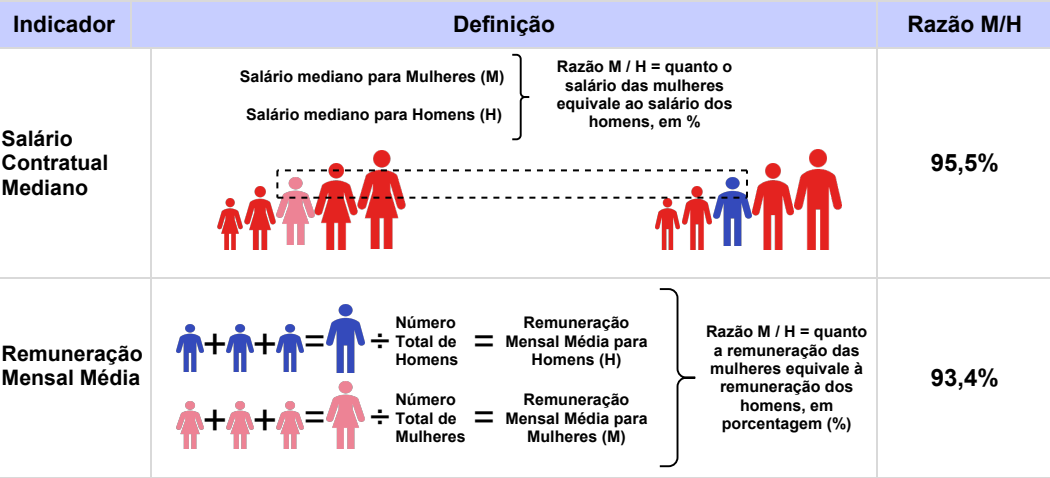 Indicador
Definição
Razão M/H
Salário
Contratual
Mediano
Salário mediano para Mulheres (M)
Salário mediano para Homens (H)
Razão M / H = quanto o
salário das mulheres
equivale ao salário dos
homens, em %
95,5%
Remuneração
Mensal Média
+ + = ÷
Número
Total de
Homens
=
Remuneração
Mensal Média para
Homens (H)
+ + = ÷
Número
Total de
Mulheres
=
Remuneração
Mensal Média para
Mulheres (M)
Razão M / H = quanto
a remuneração das
mulheres equivale à
remuneração dos
homens, em
porcentagem (%)
93,4%